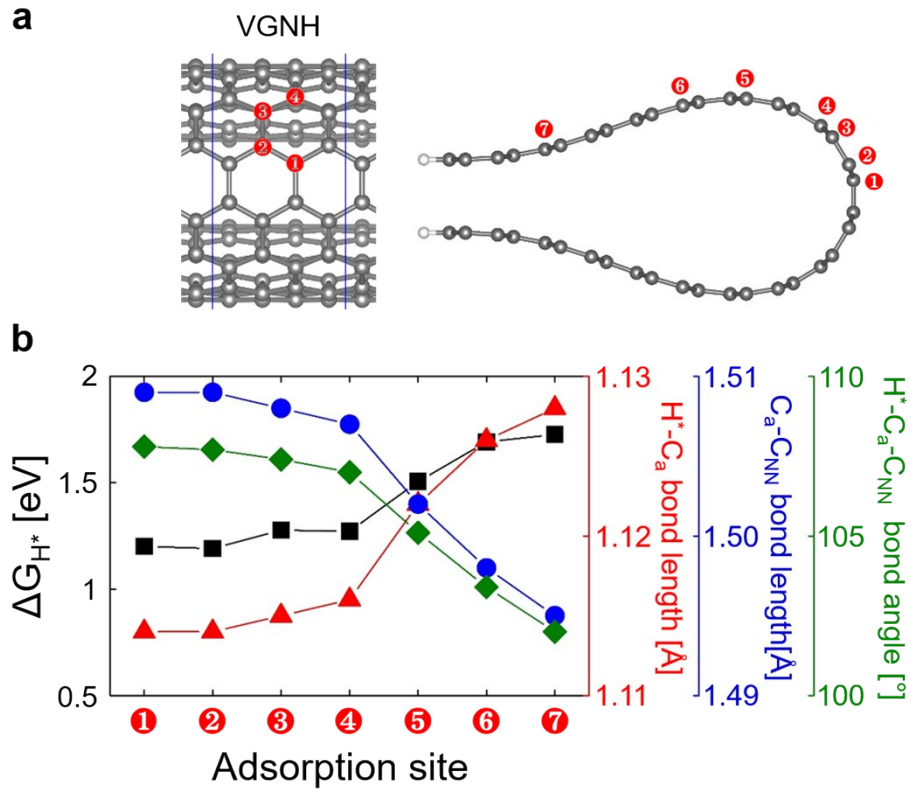 a
VGNH
4
3
2
1
7
6
5
4
3
2
1
b
ΔG_H* [eV]
2
1.5
1
0.5
1.13
1.12
1.11
H*-C_a bond length [Å]
1.51
1.50
1.49
C_a-C_NN bond length[Å]
110
105
100
H*-C_a-C_NN bond angle [°]
1 2 3 4 5 6 7
Adsorption site